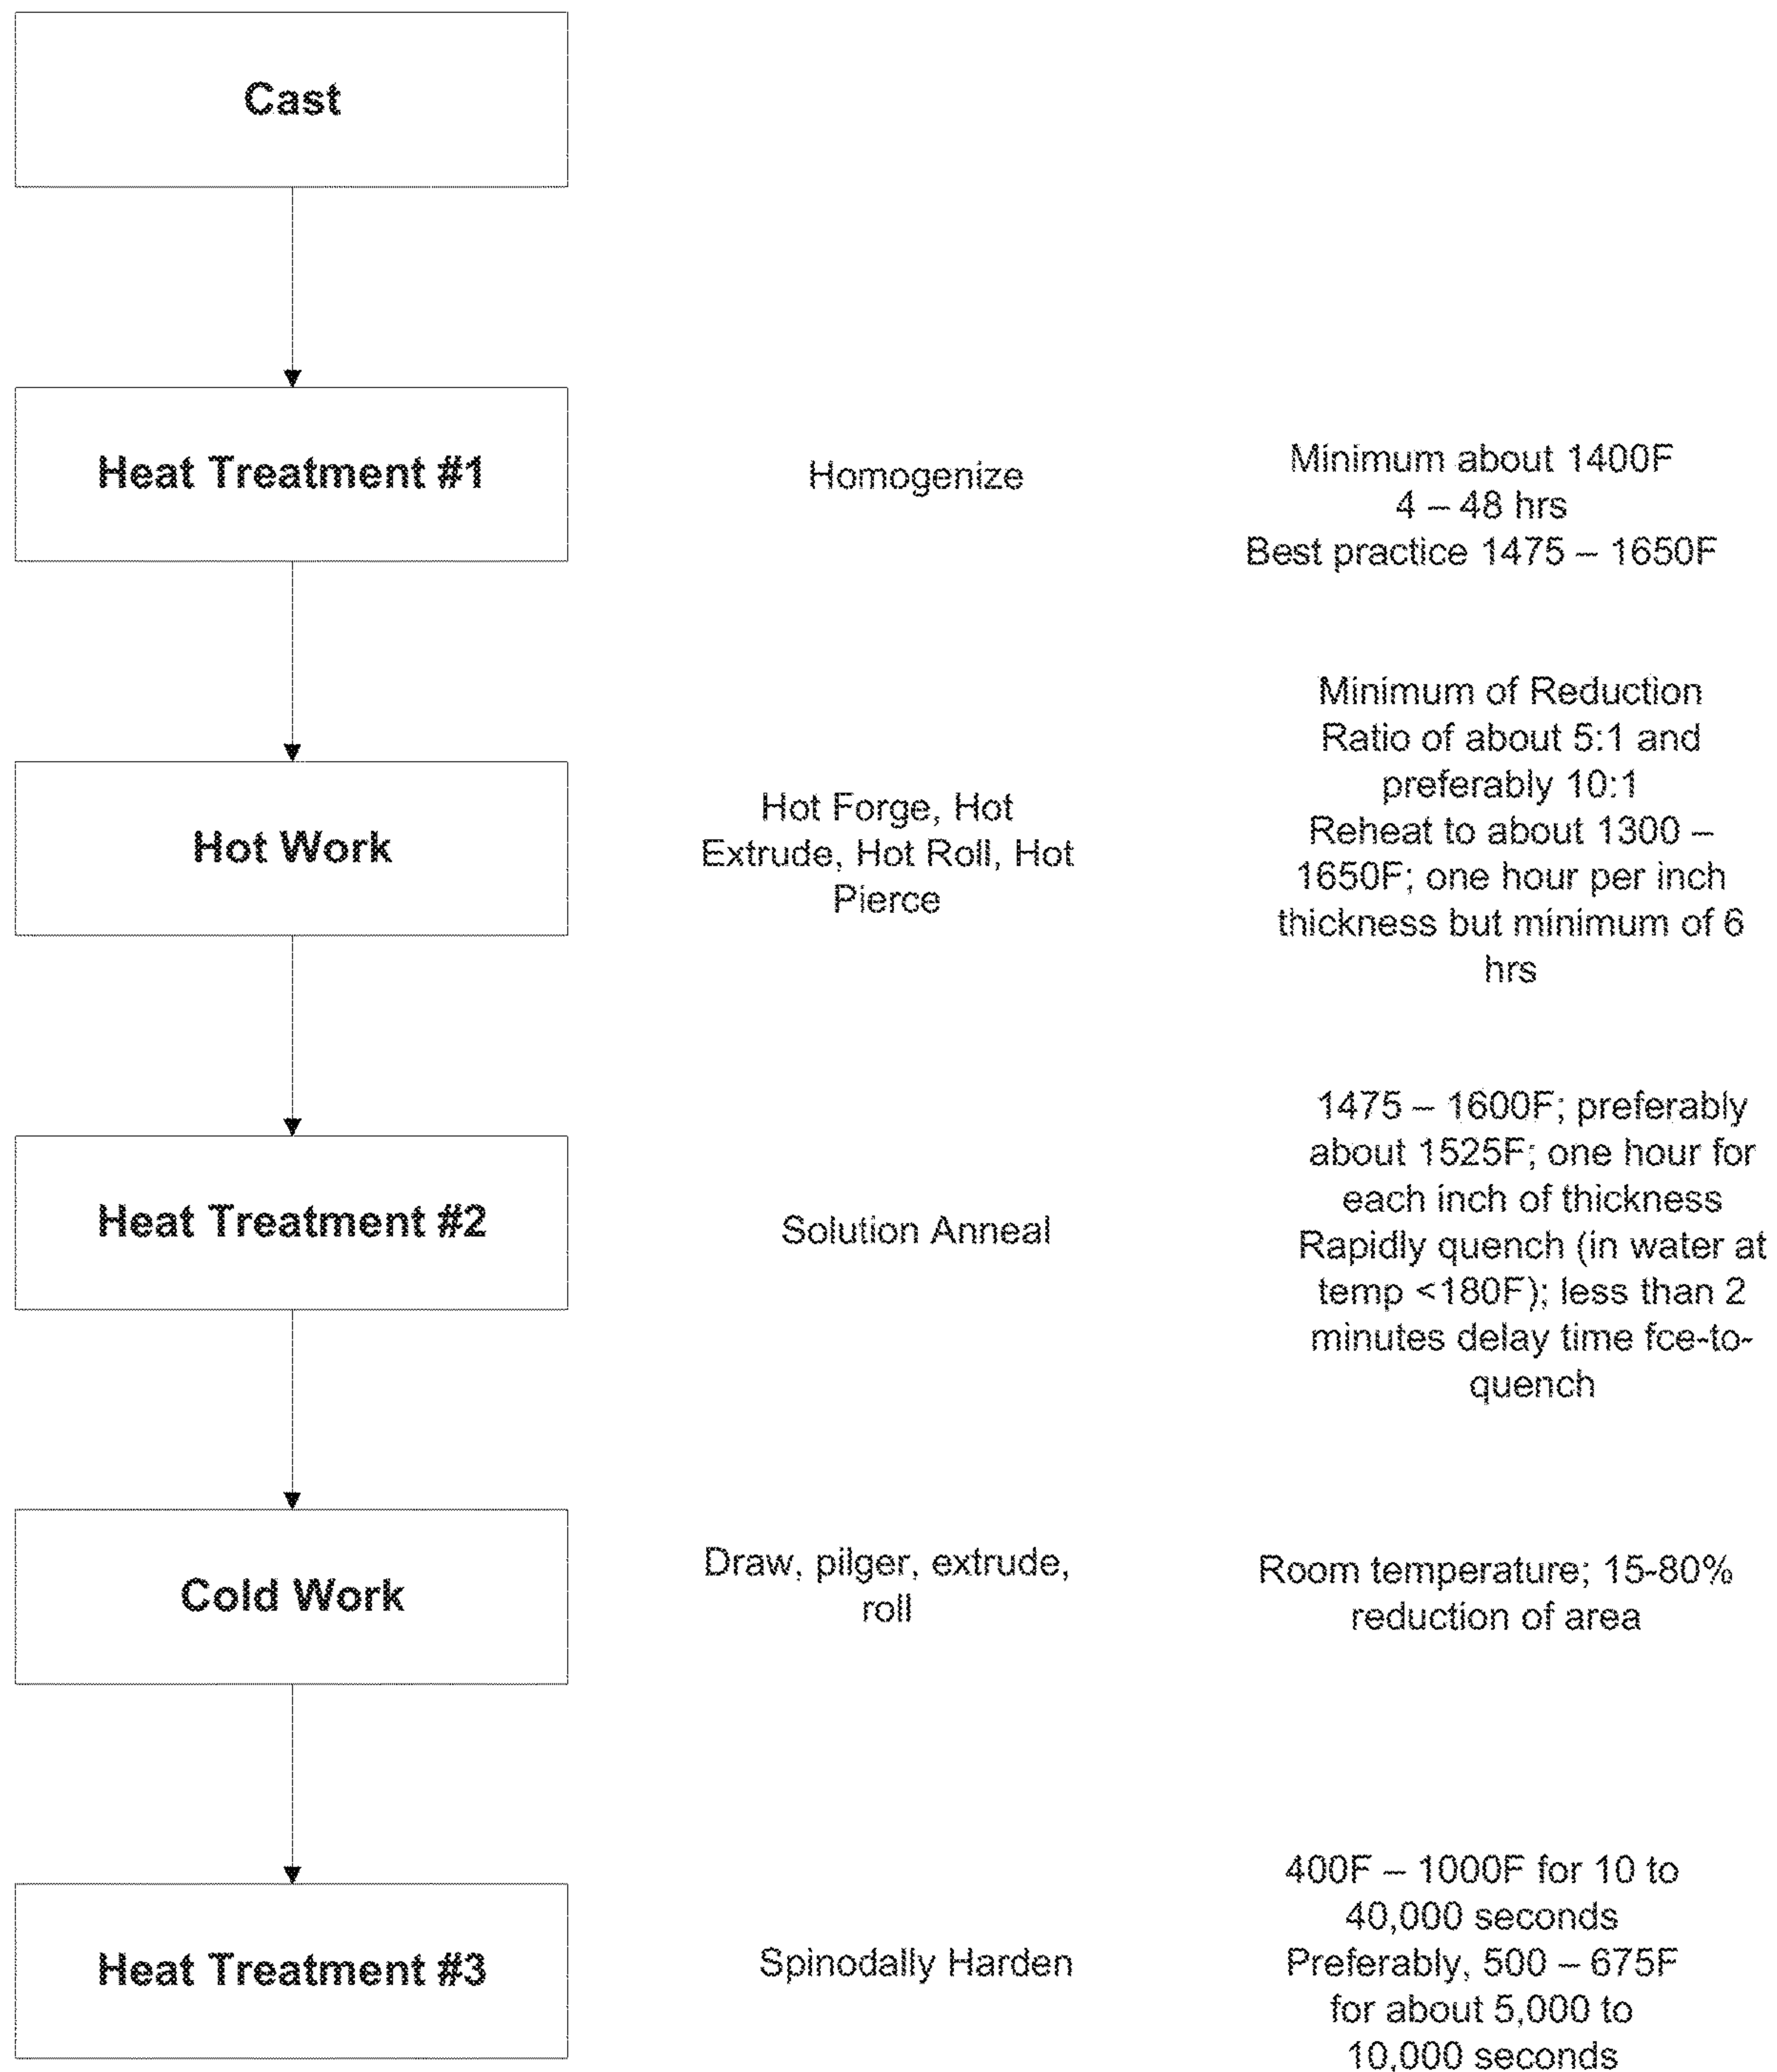 Cast
Heat Treatment #1
Homogenize
Minimum about 1400F
4 – 48 hrs
Best practice 1475 – 1650F
Hot Work
Hot Forge, Hot
Extrude, Hot Roll, Hot
Pierce
Minimum of Reduction
Ratio of about 5:1 and
preferably 10:1
Reheat to about 1300 –
1650F; one hour per inch
thickness but minimum of 6
hrs
Heat Treatment #2
Solution Anneal
1475 – 1600F; preferably
about 1525F; one hour for
each inch of thickness
Rapidly quench (in water at
temp <180F); less than 2
minutes delay time fce-to-
quench
Cold Work
Draw, pilger, extrude,
roll
Room temperature; 15-80%
reduction of area
Heat Treatment #3
Spinodally Harden
400F – 1000F for 10 to
40,000 seconds
Preferably, 500 – 675F
for about 5,000 to
10,000 seconds